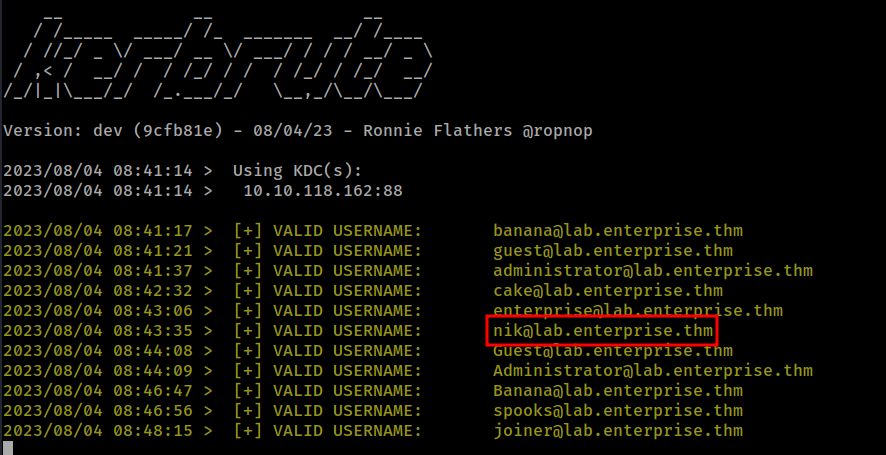 kerbrute
Version: dev (9cfb81e) - 08/04/23 - Ronnie Flathers @ropnop
2023/08/04 08:41:14 >  Using KDC(s):
2023/08/04 08:41:14 >   10.10.118.162:88
2023/08/04 08:41:17 >  [+] VALID USERNAME:       banana@lab.enterprise.thm
2023/08/04 08:41:21 >  [+] VALID USERNAME:       guest@lab.enterprise.thm
2023/08/04 08:41:37 >  [+] VALID USERNAME:       administrator@lab.enterprise.thm
2023/08/04 08:42:32 >  [+] VALID USERNAME:       cake@lab.enterprise.thm
2023/08/04 08:43:06 >  [+] VALID USERNAME:       enterprise@lab.enterprise.thm
2023/08/04 08:43:35 >  [+] VALID USERNAME:       nik@lab.enterprise.thm
2023/08/04 08:44:08 >  [+] VALID USERNAME:       Guest@lab.enterprise.thm
2023/08/04 08:44:09 >  [+] VALID USERNAME:       Administrator@lab.enterprise.thm
2023/08/04 08:46:47 >  [+] VALID USERNAME:       Banana@lab.enterprise.thm
2023/08/04 08:46:56 >  [+] VALID USERNAME:       spooks@lab.enterprise.thm
2023/08/04 08:48:15 >  [+] VALID USERNAME:       joiner@lab.enterprise.thm